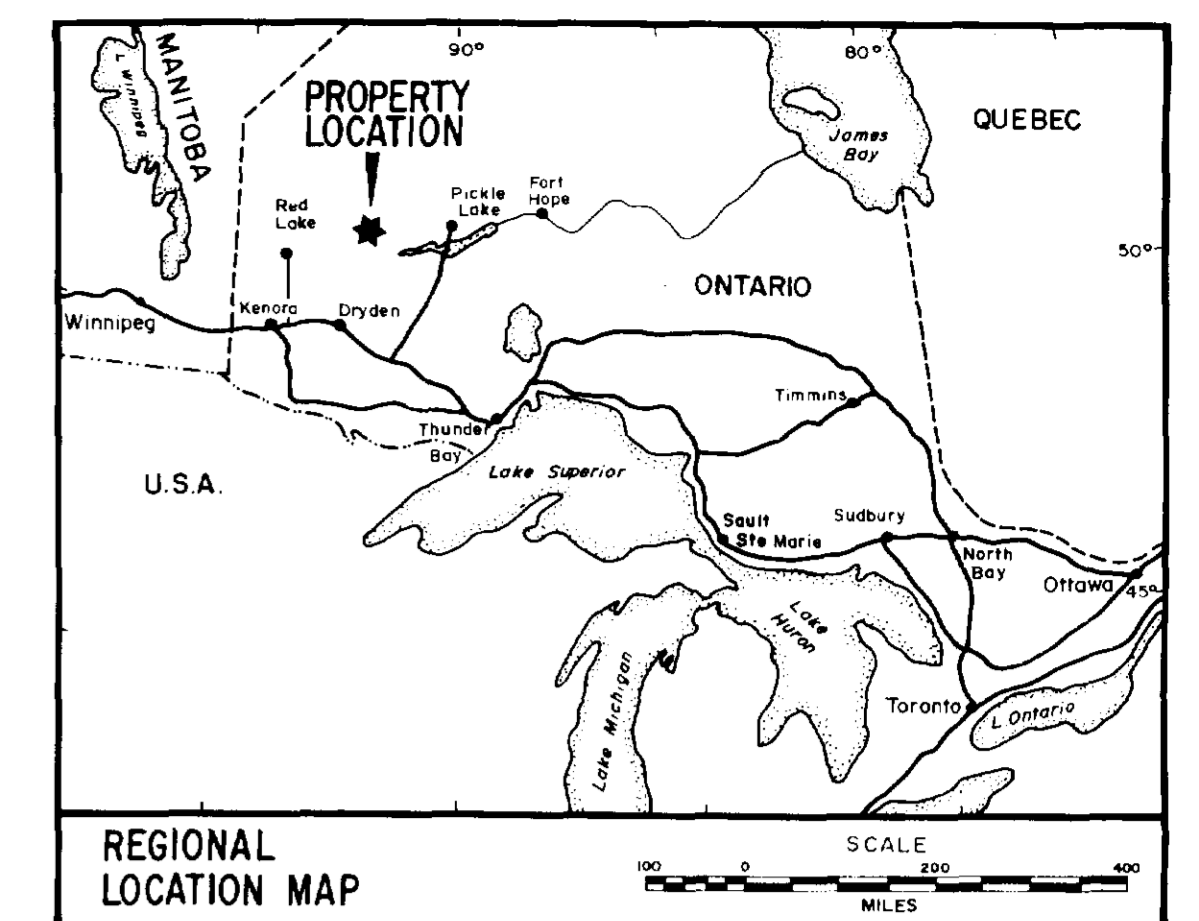 MANITOBA
L. Winnipeg
90°
80°
PROPERTY
LOCATION
QUEBEC
James
Bay
Red
Lake
Pickle
Lake
Fort
Hope
50°
ONTARIO
Winnipeg
Kenora
Dryden
Timmins
Thunder
Bay
Lake Superior
U.S.A.
Sault
Ste Marie
Sudbury
North
Bay
Ottawa
45°
Lake
Huron
Lake Michigan
Toronto
L. Ontario
REGIONAL
LOCATION MAP
SCALE
100 0 200 400
MILES